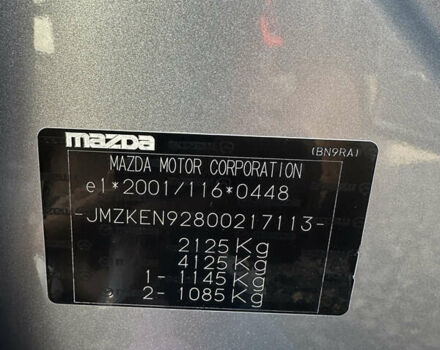 mazda
(BN9RA)
MAZDA MOTOR CORPORATION
e1*2001/116*0448
-JMZKEN92800217113-
2125Kg
4125Kg
1- 1145Kg
2- 1085Kg